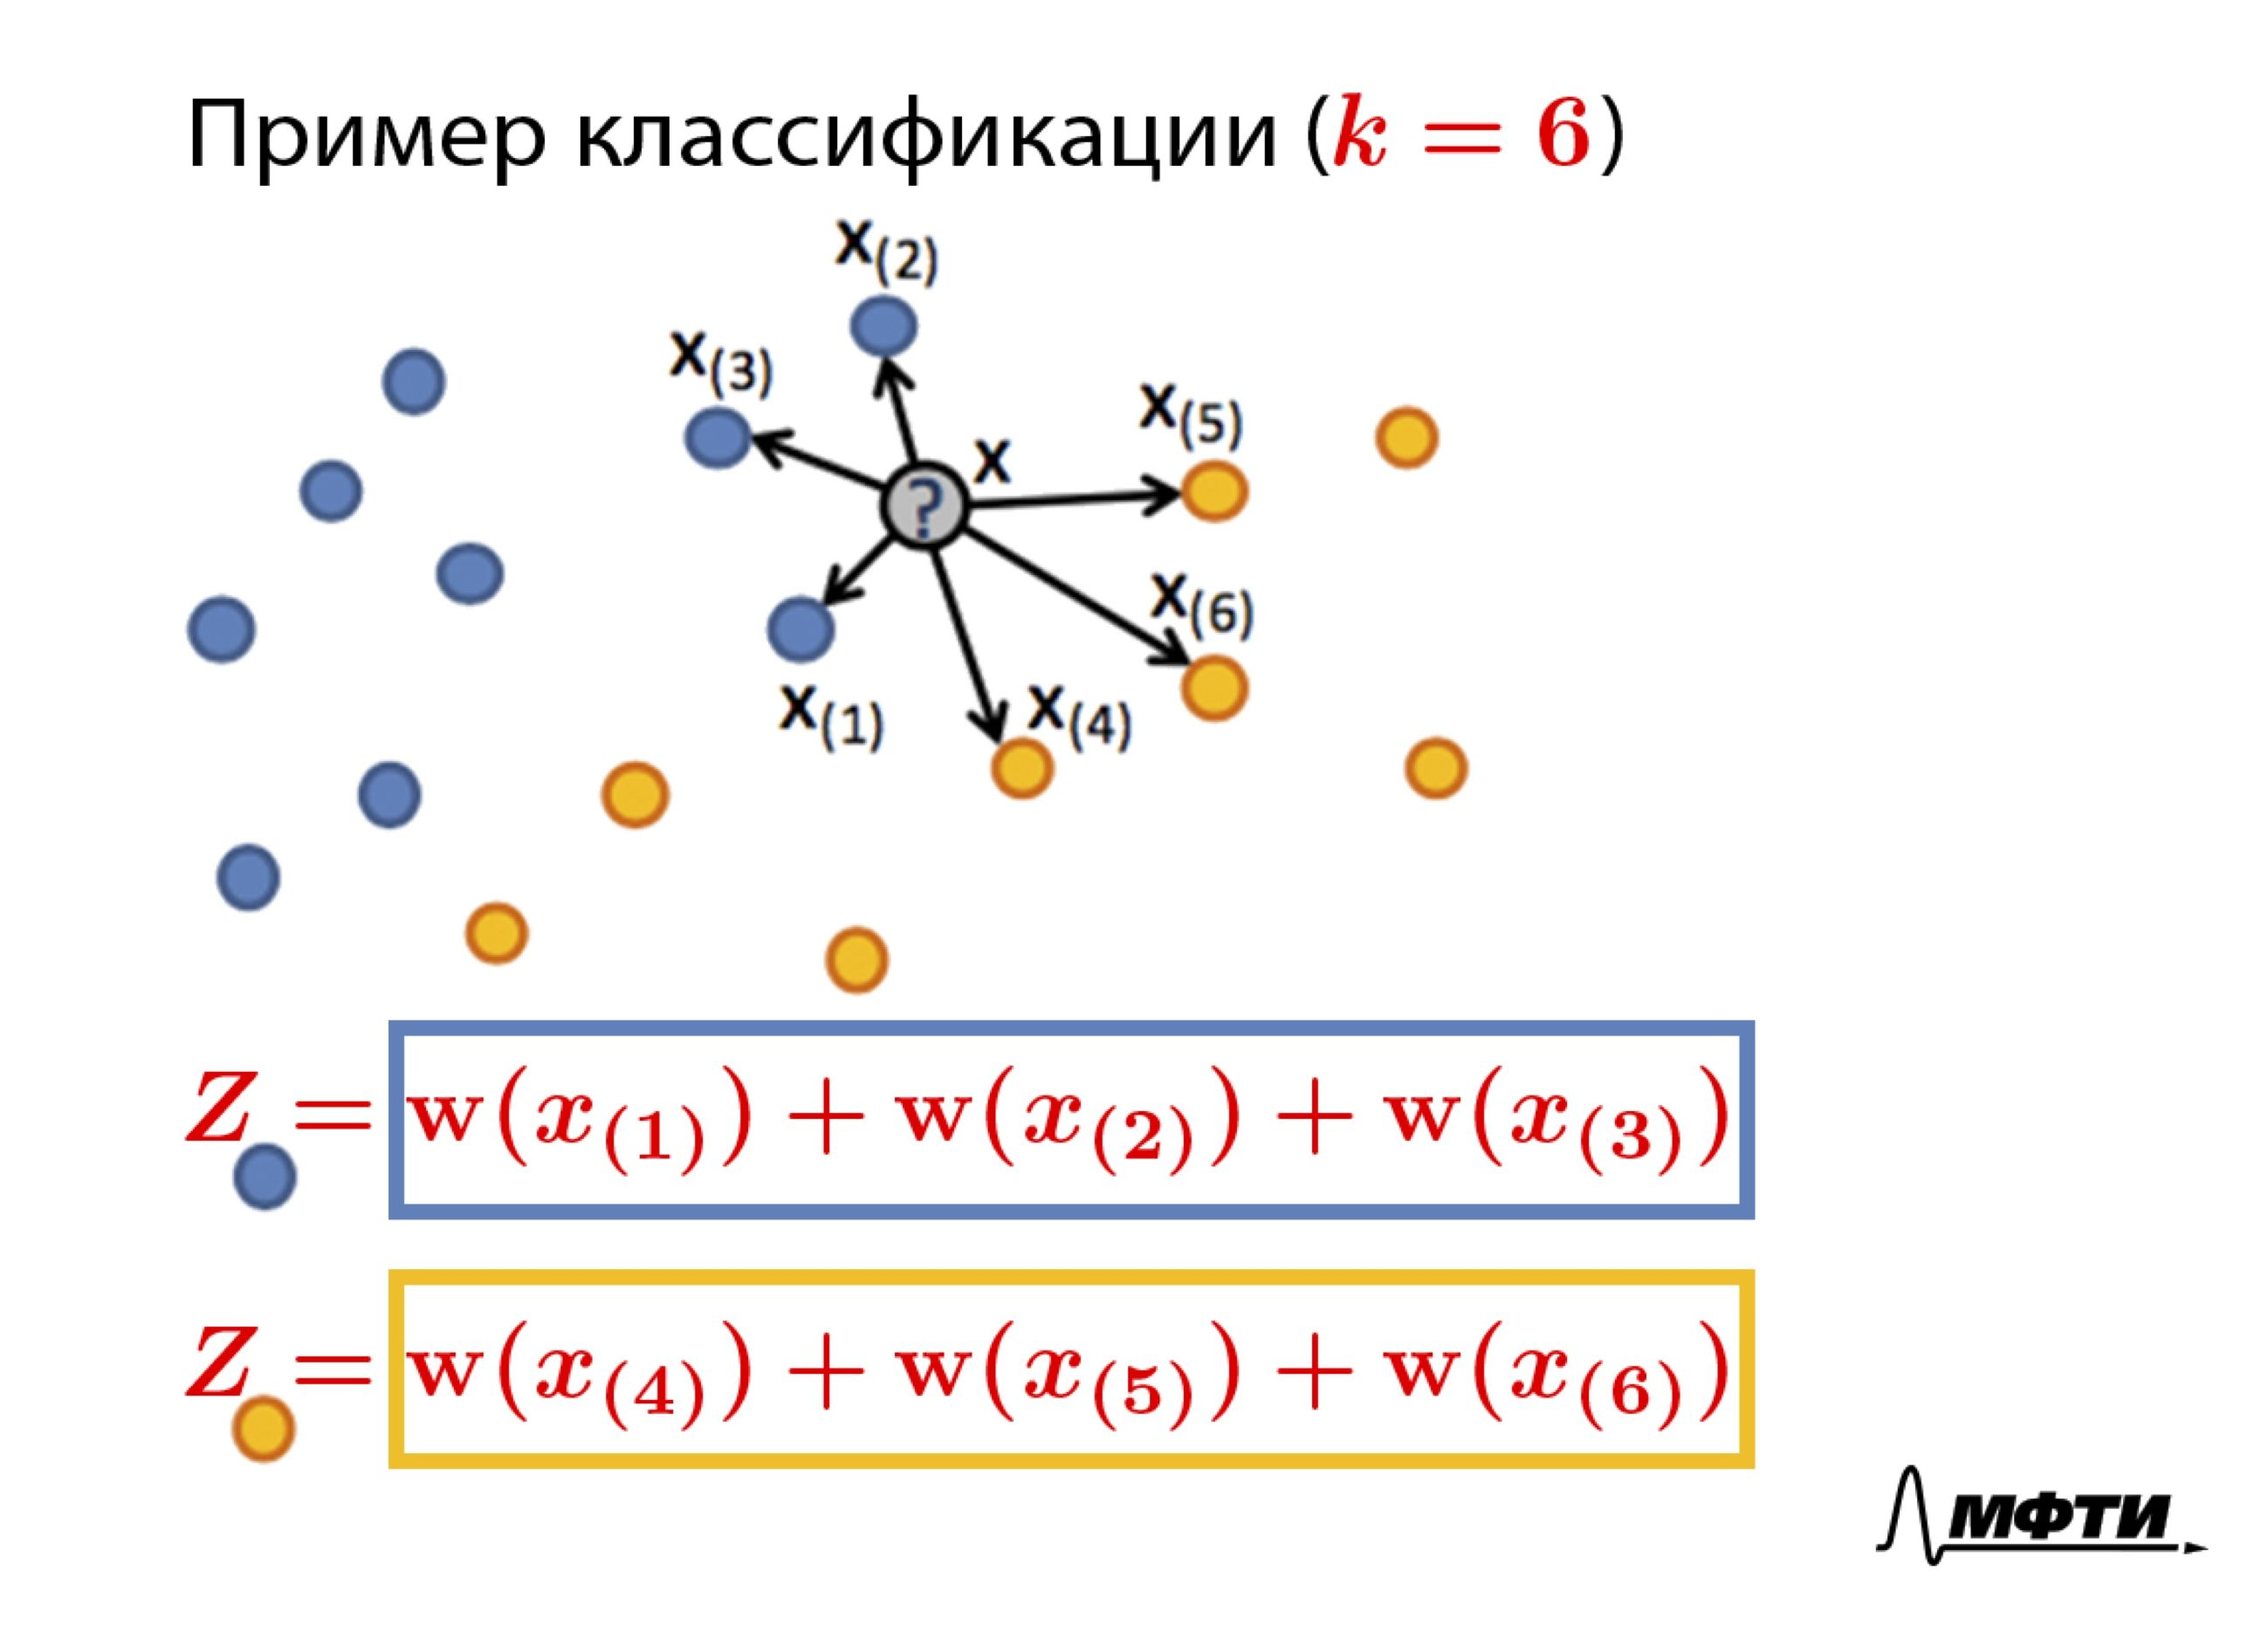 Пример классификации (k = 6)
x(2)
x(3)
x(5)
x
?
x(6)
x(1)
x(4)
Z = w(x(1)) + w(x(2)) + w(x(3))
Z = w(x(4)) + w(x(5)) + w(x(6))
МФТИ